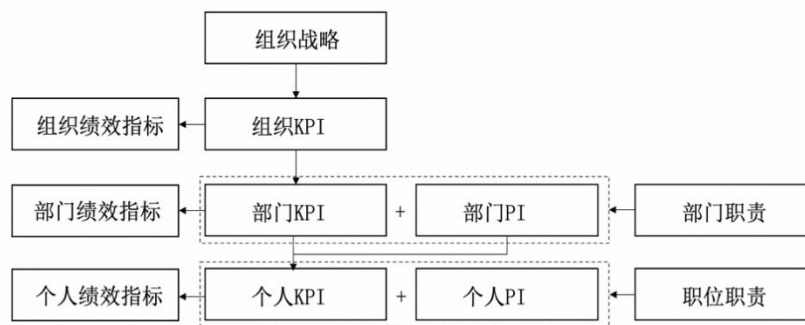 组织战略
组织绩效指标
组织KPI
部门绩效指标
部门KPI
+
部门PI
部门职责
个人绩效指标
个人KPI
+
个人PI
职位职责